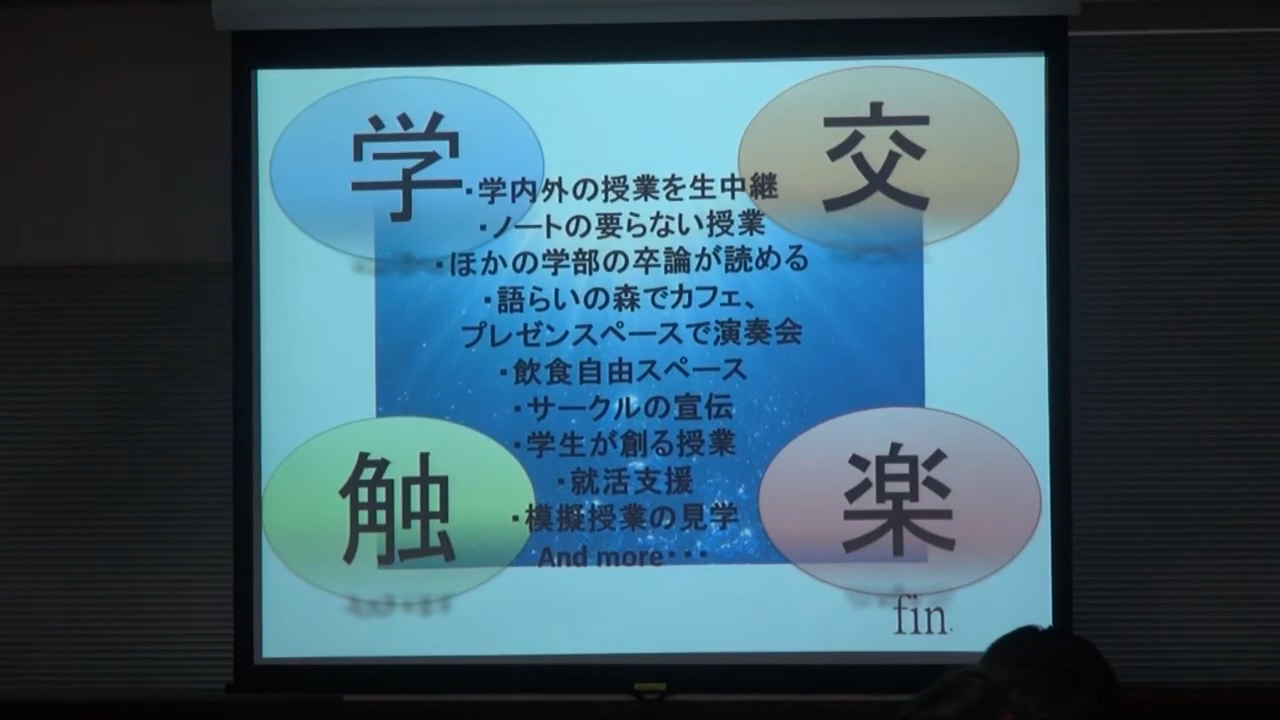 学
交
・学内外の授業を生中継
・ノートの要らない授業
・ほかの学部の卒論が読める
・語らいの森でカフェ、
プレゼンスペースで演奏会
・飲食自由スペース
・サークルの宣伝
・学生が創る授業
・就活支援
・模擬授業の見学
And more・・・
触
楽
fin.